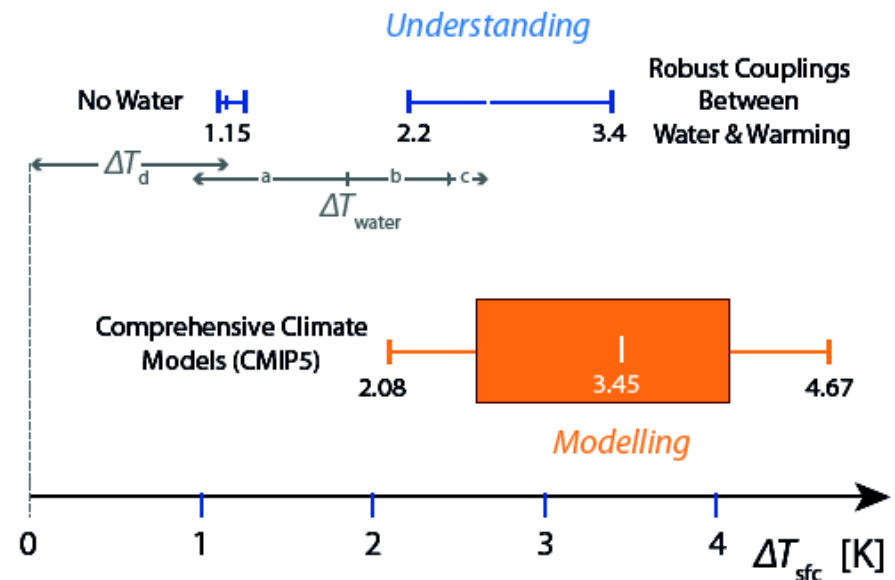 Understanding
No Water
1.15
2.2
3.4
Robust Couplings
Between
Water & Warming
ΔTd
a
b
c
ΔTwater
Comprehensive Climate
Models (CMIP5)
2.08
3.45
4.67
Modelling
0
1
2
3
4
ΔTsfc [K]